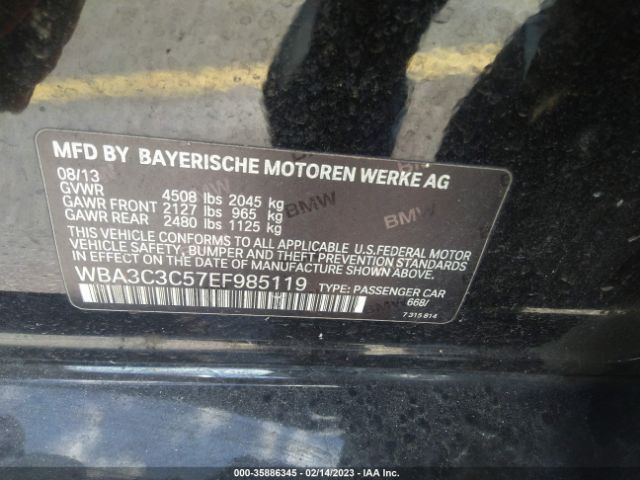 MFD BY BAYERISCHE MOTOREN WERKE AG
08/13
GVWR 4508 lbs 2045 kg
GAWR FRONT 2127 lbs 965 kg
GAWR REAR 2480 lbs 1125 kg
THIS VEHICLE CONFORMS TO ALL APPLICABLE U.S.FEDERAL MOTOR
VEHICLE SAFETY, BUMPER AND THEFT PREVENTION STANDARDS
IN EFFECT ON THE DATE OF MANUFACTURE SHOWN ABOVE.
WBA3C3C57EF985119 TYPE: PASSENGER CAR
668/
7 315 814
BMW
BMW
BMW
000-35886345 - 02/14/2023 - IAA Inc.